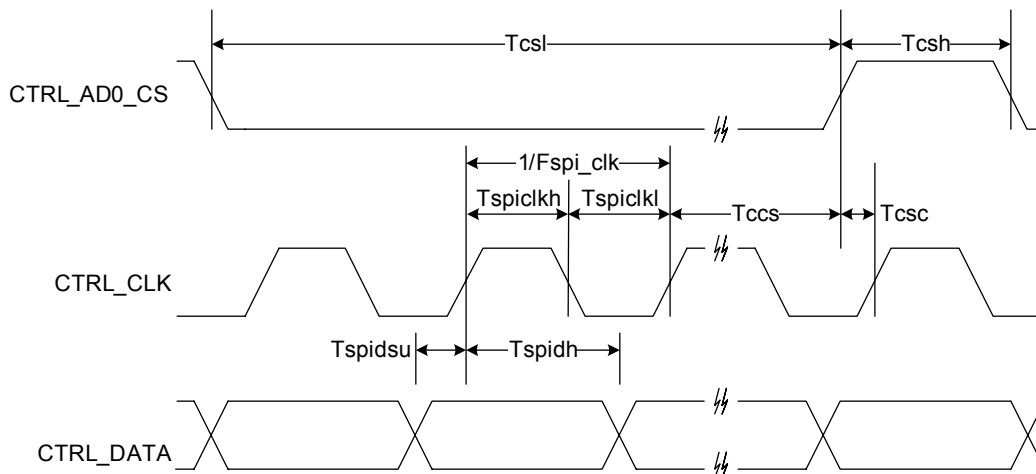 Tcsl Tcsh
CTRL_AD0_CS
1/Fspi_clk
Tspiclkh Tspiclkl Tccs Tcsc
CTRL_CLK
Tspidsu Tspidh
CTRL_DATA